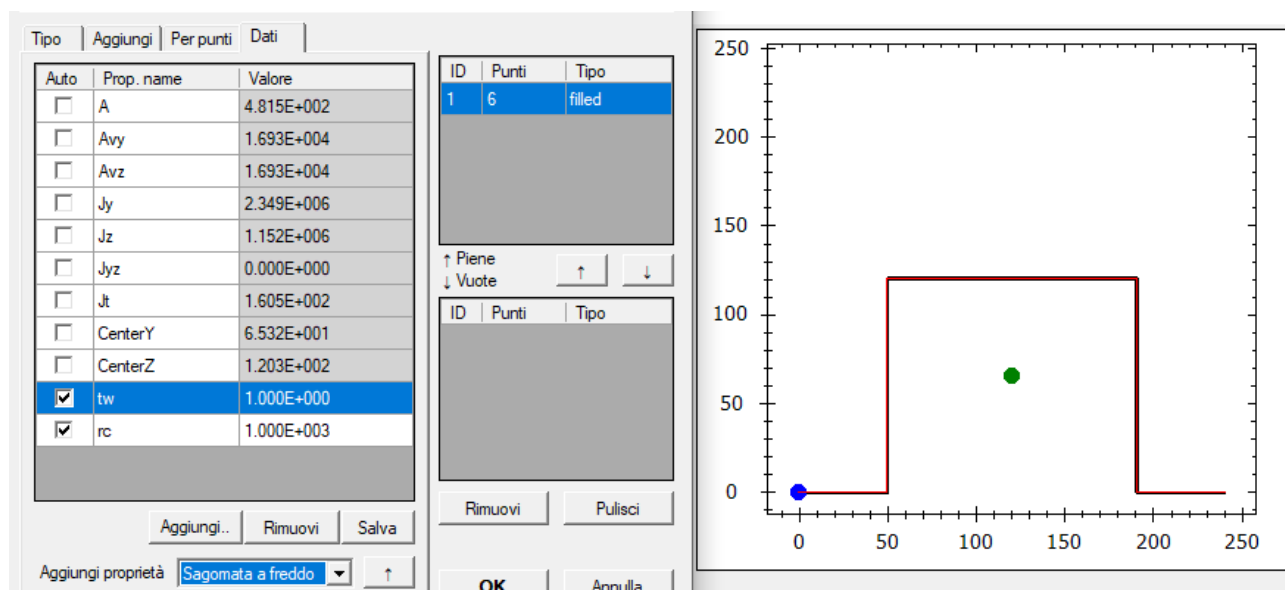 Tipo Aggiungi Per punti Dati
Auto Prop. name Valore
A 4.815E+002
Avy 1.693E+004
Avz 1.693E+004
Jy 2.349E+006
Jz 1.152E+006
Jyz 0.000E+000
Jt 1.605E+002
CenterY 6.532E+001
CenterZ 1.203E+002
tw 1.000E+000
rc 1.000E+003
Aggiungi.. Rimuovi Salva
Aggiungi proprietà Sagomata a freddo ↑
ID Punti Tipo
1 6 filled
↑ Piene
↓ Vuote
↑ ↓
ID Punti Tipo
Rimuovi Pulisci
OK Annulla
250
200
150
100
50
0
0 50 100 150 200 250